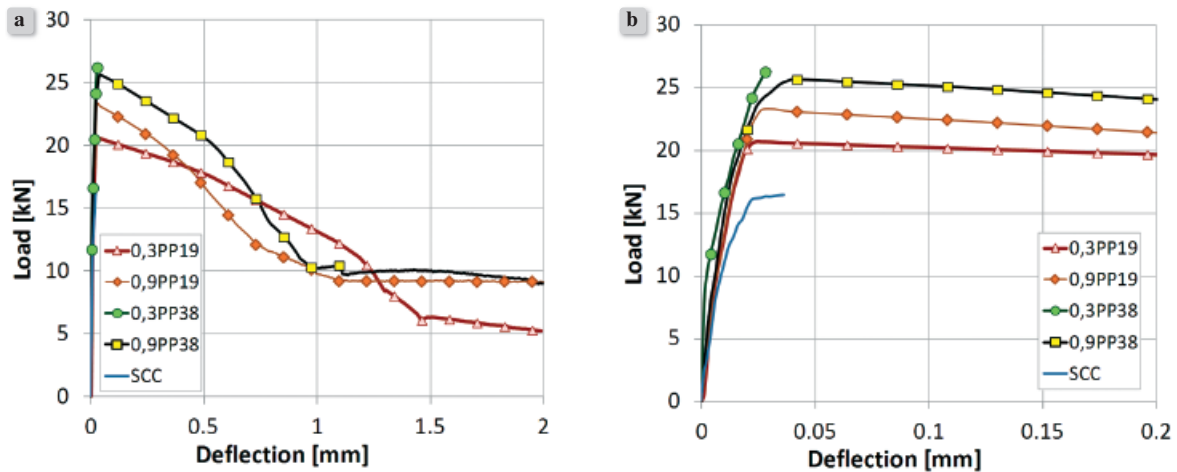 a
30
25
20
15
10
5
0
Load [kN]
0,3PP19
0,9PP19
0,3PP38
0,9PP38
SCC
0
0.5
1
1.5
2
Deflection [mm]
b
30
25
20
15
10
5
0
Load [kN]
0,3PP19
0,9PP19
0,3PP38
0,9PP38
SCC
0
0.05
0.1
0.15
0.2
Deflection [mm]